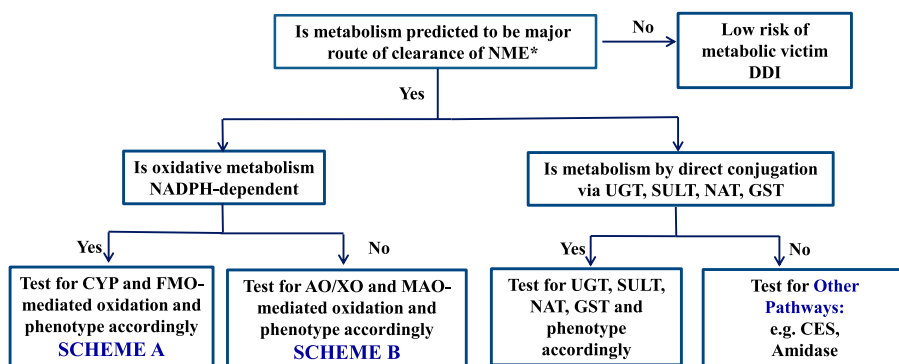 Is metabolism predicted to be major
route of clearance of NME*
No
Low risk of
metabolic victim
DDI
Yes
Is oxidative metabolism
NADPH-dependent
Is metabolism by direct conjugation
via UGT, SULT, NAT, GST
Yes
No
Yes
No
Test for CYP and FMO-
mediated oxidation and
phenotype accordingly
SCHEME A
Test for AO/XO and MAO-
mediated oxidation and
phenotype accordingly
SCHEME B
Test for UGT, SULT,
NAT, GST and
phenotype
accordingly
Test for Other
Pathways:
e.g. CES,
Amidase